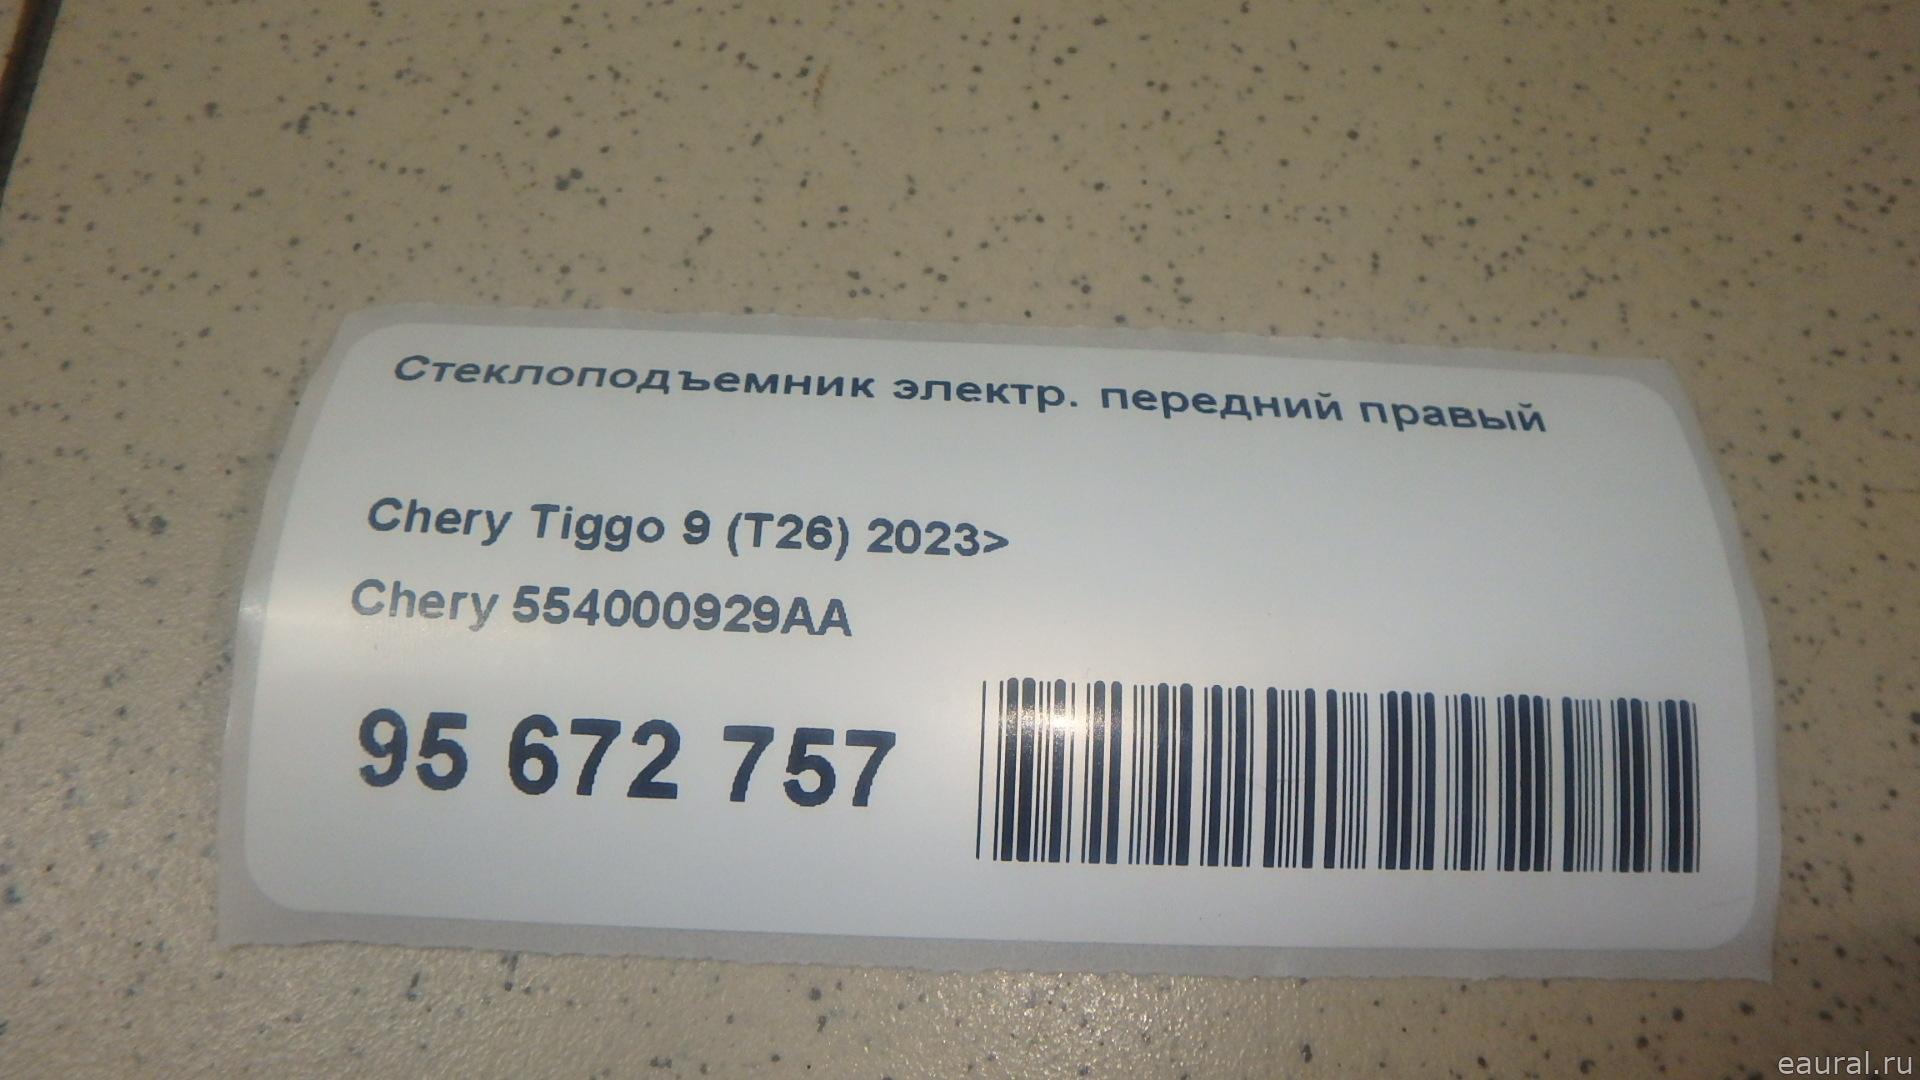 Стеклоподъемник электр. передний правый
Chery Tiggo 9 (T26) 2023>
Chery 554000929AA
95 672 757
eaural.ru